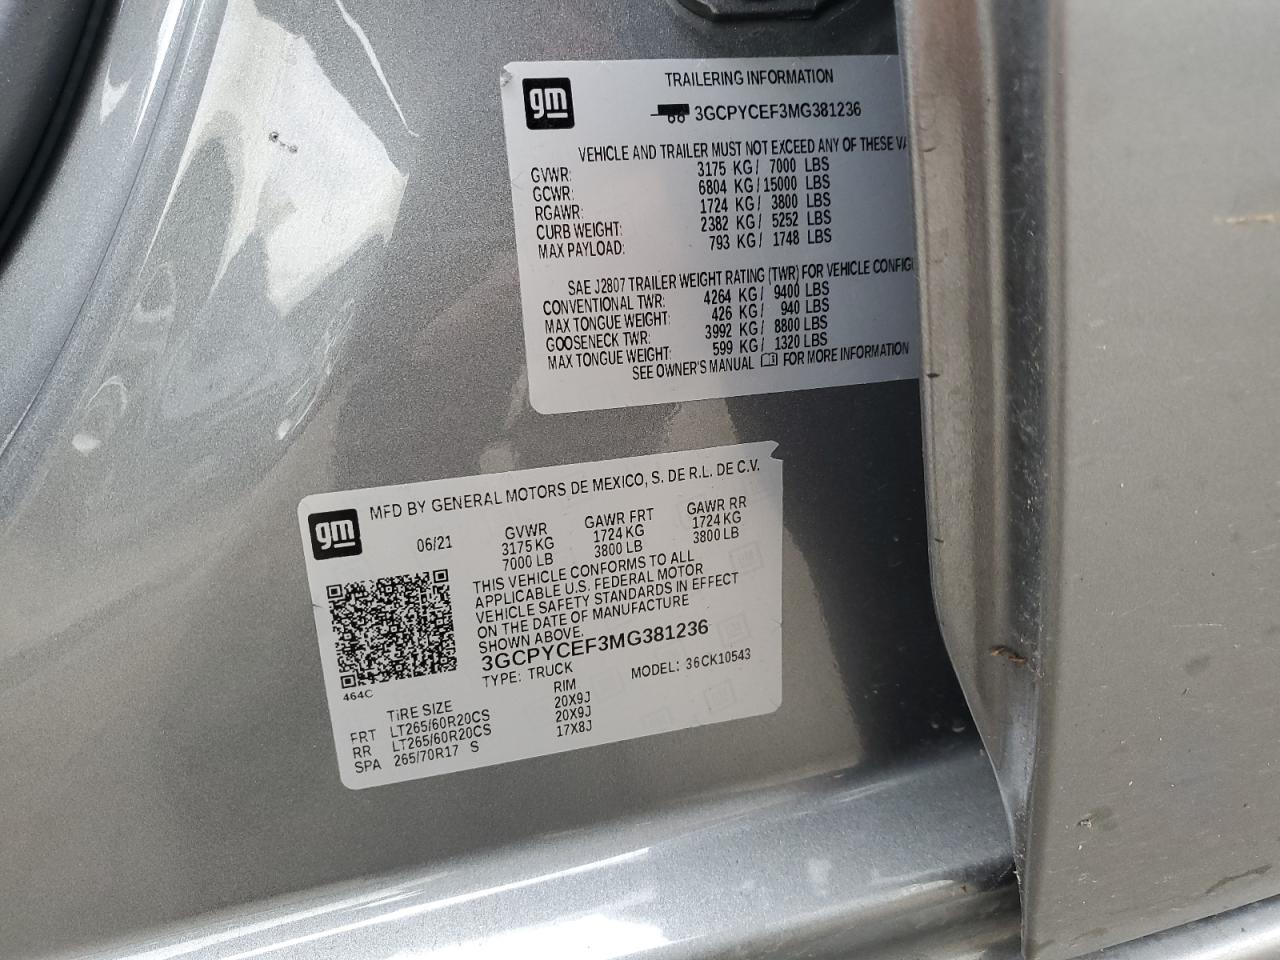 gm
TRAILERING INFORMATION
3GCPYCEF3MG381236
VEHICLE AND TRAILER MUST NOT EXCEED ANY OF THESE
GVWR: 3175 KG/ 7000 LBS
GCWR: 6804 KG/15000 LBS
RGAWR: 1724 KG/ 3800 LBS
CURB WEIGHT: 2382 KG/ 5252 LBS
MAX PAYLOAD: 793 KG/ 1748 LBS
SAE J2807 TRAILER WEIGHT RATING (TWR) FOR VEHICLE
CONVENTIONAL TWR: 4264 KG/ 9400 LBS
MAX TONGUE WEIGHT: 426 KG/ 940 LBS
GOOSENECK TWR: 3992 KG/ 8800 LBS
MAX TONGUE WEIGHT: 599 KG/ 1320 LBS
SEE OWNER'S MANUAL FOR MORE INFORMATION
gm
MFD BY GENERAL MOTORS DE MEXICO, S. DE R.L. DE C.V.
06/21 GVWR GAWR FRT GAWR RR
3175 KG 1724 KG 1724 KG
7000 LB 3800 LB 3800 LB
THIS VEHICLE CONFORMS TO ALL
APPLICABLE U.S. FEDERAL MOTOR
VEHICLE SAFETY STANDARDS IN EFFECT
ON THE DATE OF MANUFACTURE
SHOWN ABOVE.
3GCPYCEF3MG381236
TYPE: TRUCK MODEL: 36CK10543
464C
TIRE SIZE RIM
FRT LT265/60R20CS 20X9J
RR LT265/60R20CS 20X9J
SPA 265/70R17 S 17X8J